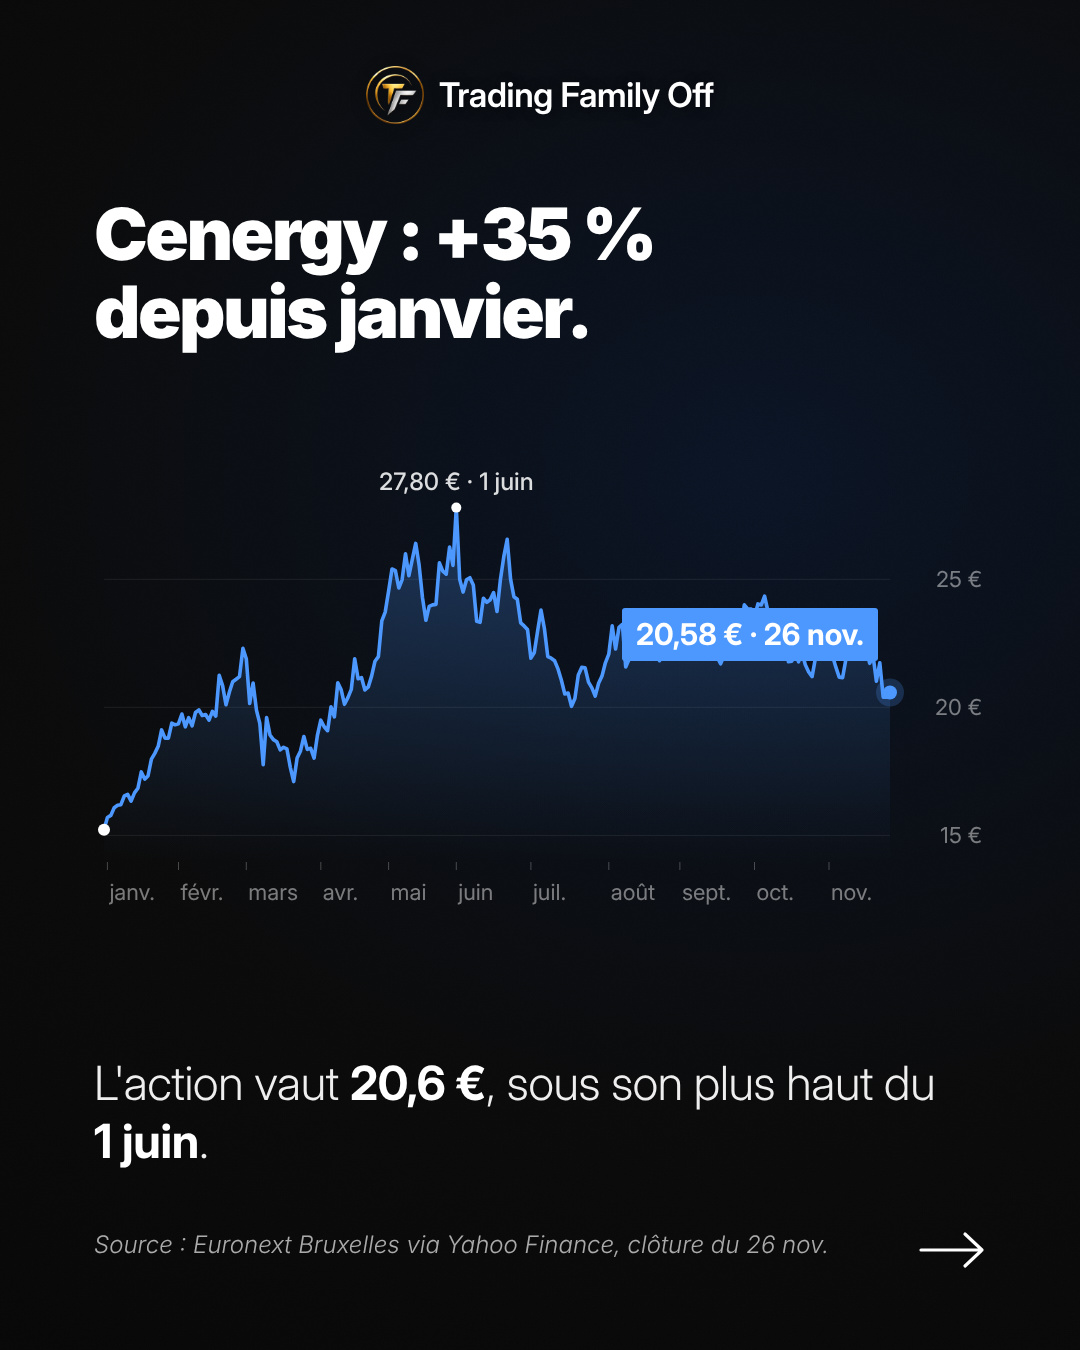 Trading Family Off
Cenergy : +35 %
depuis janvier.
27,80 € · 1 juin
25 €
20,58 € · 26 nov.
20 €
15 €
janv. févr. mars avr. mai juin juil. août sept. oct. nov.
L'action vaut 20,6 €, sous son plus haut du
1 juin.
Source : Euronext Bruxelles via Yahoo Finance, clôture du 26 nov.